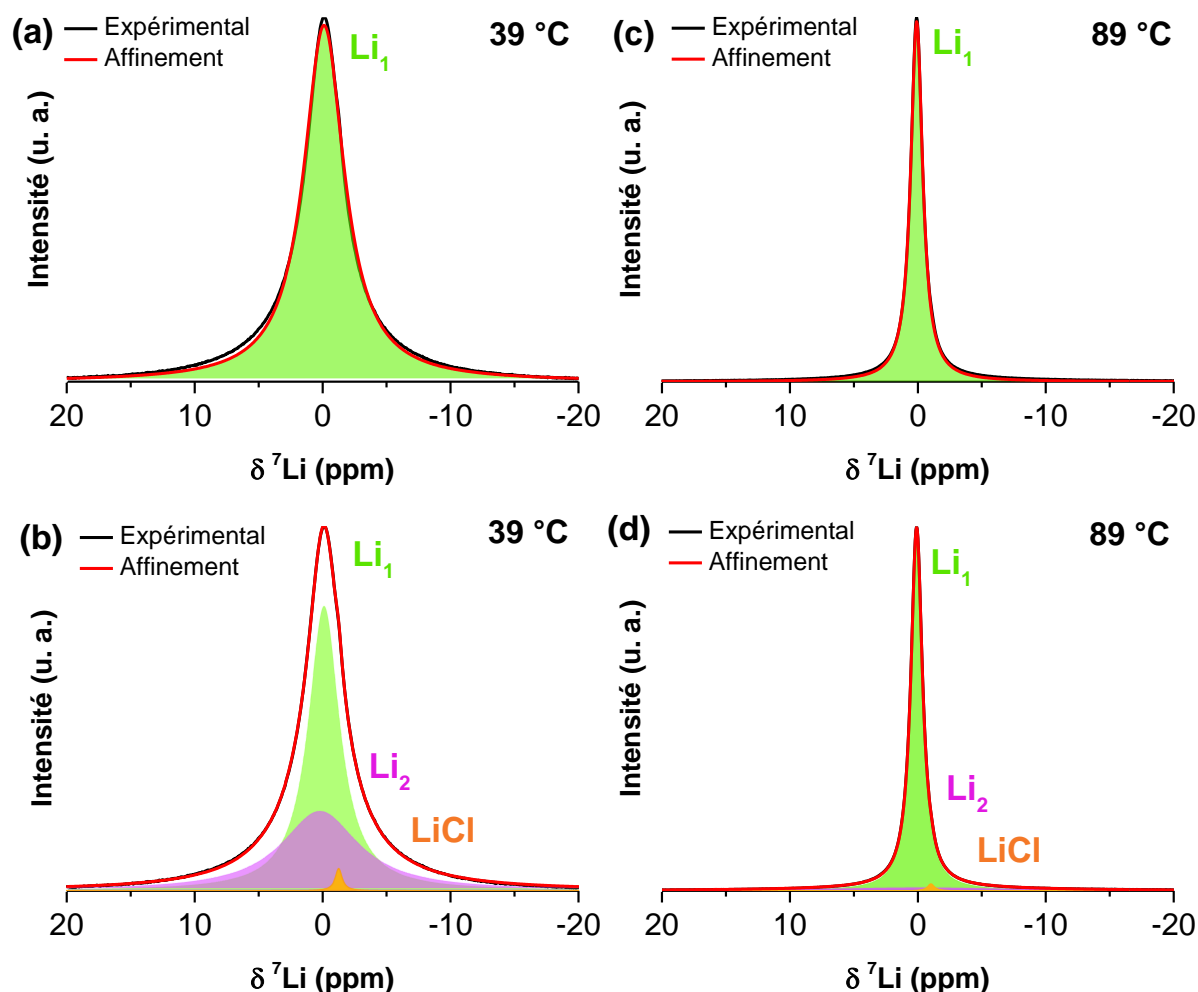 (a)
Expérimental
Affinement
Li1
39 °C
Intensité (u. a.)
20 10 0 -10 -20
δ 7Li (ppm)
(c)
Expérimental
Affinement
Li1
89 °C
Intensité (u. a.)
20 10 0 -10 -20
δ 7Li (ppm)
(b)
Expérimental
Affinement
Li1
39 °C
Li2
LiCl
Intensité (u. a.)
20 10 0 -10 -20
δ 7Li (ppm)
(d)
Expérimental
Affinement
Li1
89 °C
Li2
LiCl
Intensité (u. a.)
20 10 0 -10 -20
δ 7Li (ppm)